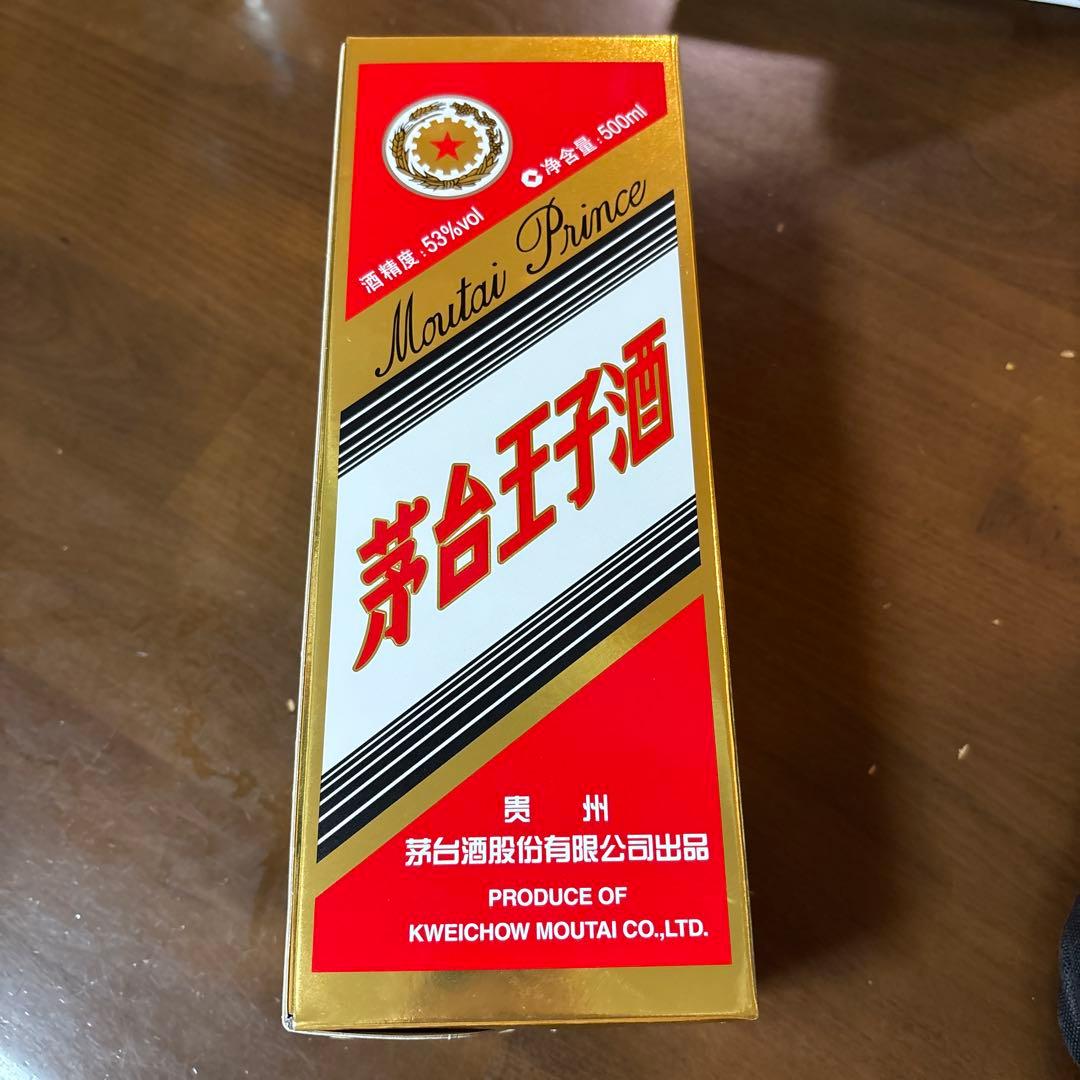 净含量:500ml
酒精度:53%vol
Moutai Prince
茅台王子酒
贵 州
茅台酒股份有限公司出品
PRODUCE OF
KWEICHOW MOUTAI CO.,LTD.